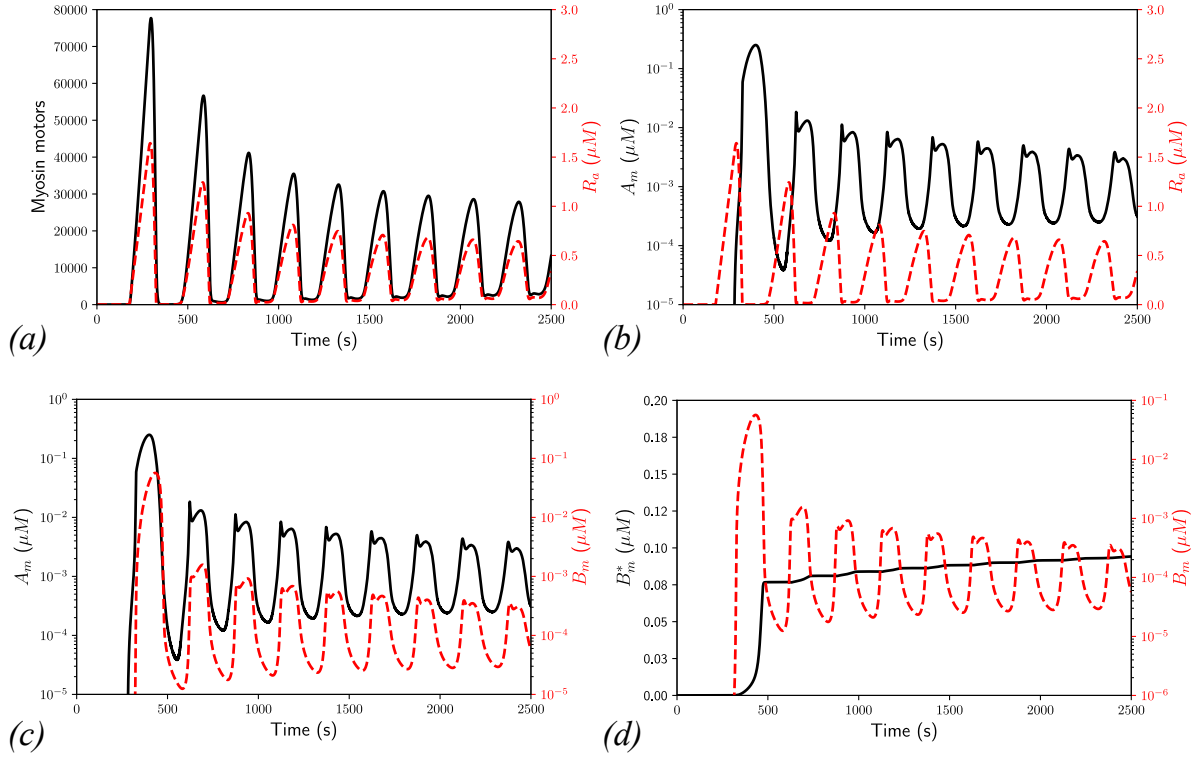 80000
70000
60000
50000
40000
30000
20000
10000
0
Myosin motors
3.0
2.5
2.0
1.5
1.0
0.5
0.0
R_a (μM)
0 500 1000 1500 2000 2500
Time (s)
(a)
10^0
10^−1
10^−2
10^−3
10^−4
10^−5
A_m (μM)
3.0
2.5
2.0
1.5
1.0
0.5
0.0
R_a (μM)
0 500 1000 1500 2000 2500
Time (s)
(b)
10^0
10^−1
10^−2
10^−3
10^−4
10^−5
A_m (μM)
10^0
10^−1
10^−2
10^−3
10^−4
10^−5
B_m (μM)
0 500 1000 1500 2000 2500
Time (s)
(c)
0.20
0.18
0.15
0.12
0.10
0.08
0.05
0.03
0.00
B_m^* (μM)
10^−1
10^−2
10^−3
10^−4
10^−5
10^−6
B_m (μM)
0 500 1000 1500 2000 2500
Time (s)
(d)